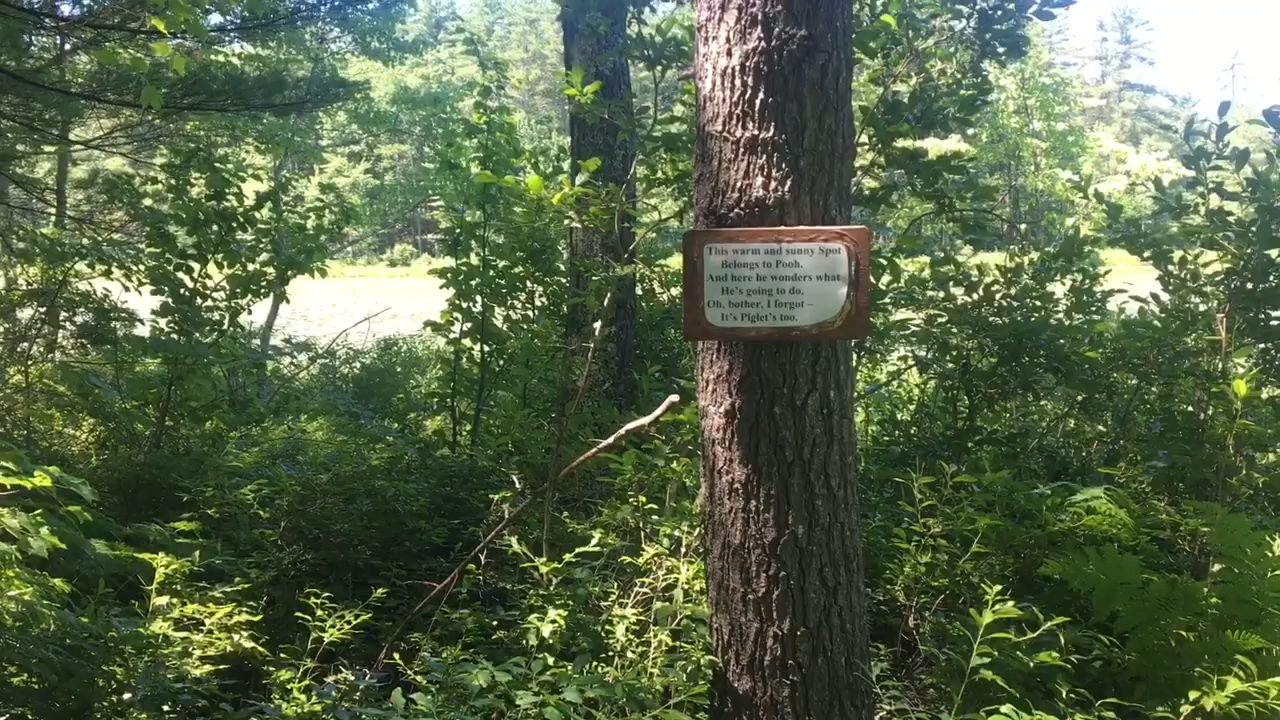 This warm and sunny Spot
Belongs to Pooh.
And here he wonders what
He's going to do.
Oh, bother, I forgot –
It's Piglet's too.